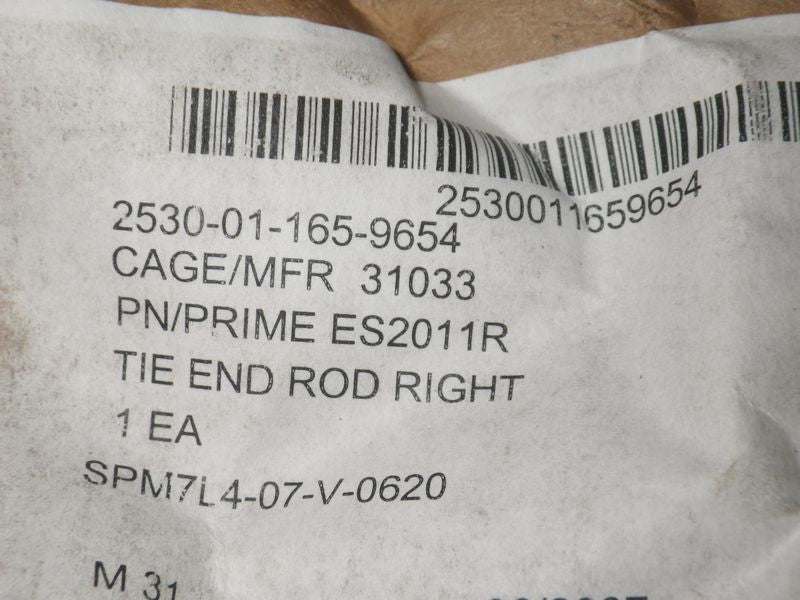 2530011659654
2530-01-165-9654
CAGE/MFR 31033
PN/PRIME ES2011R
TIE END ROD RIGHT
1 EA
SPM7L4-07-V-0620
M 31